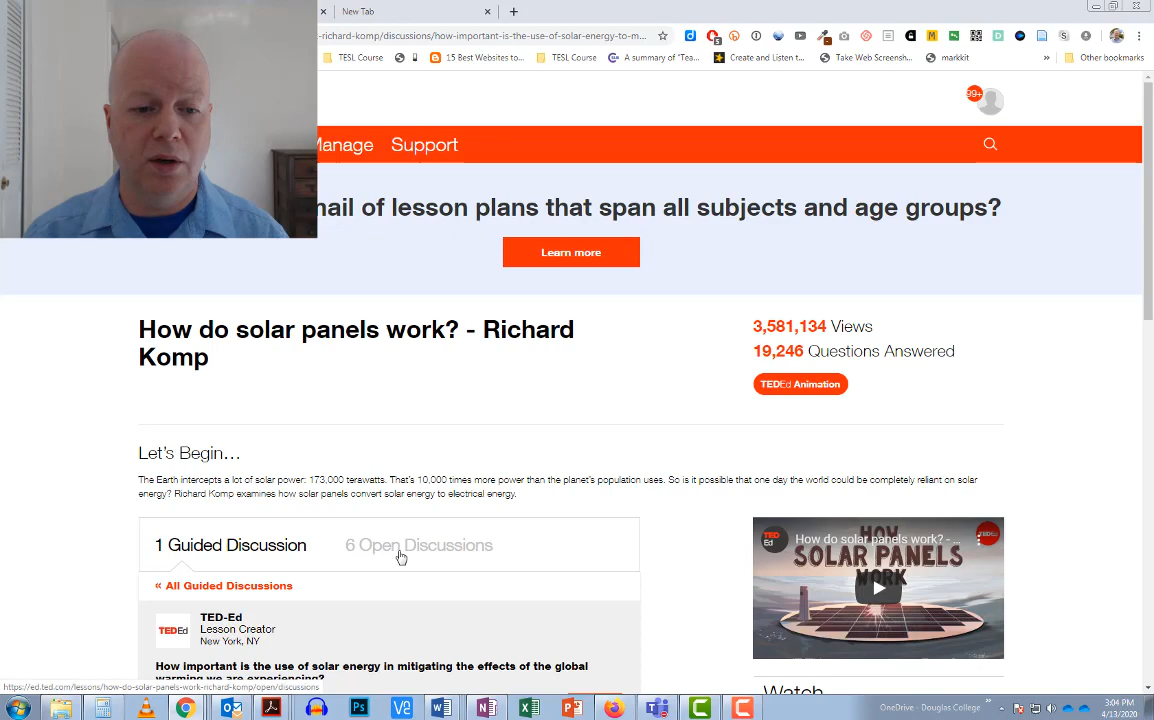 New Tab
-richard-komp/discussions/how-important-is-the-use-of-solar-energy-to-m...
TESL Course
15 Best Websites to...
TESL Course
A summary of 'Tea...
Create and Listen t...
Take Web Screensh...
markkit
Other bookmarks
99+
Manage
Support
mail of lesson plans that span all subjects and age groups?
Learn more
How do solar panels work? - Richard
Komp
3,581,134 Views
19,246 Questions Answered
TEDEd Animation
Let's Begin…
The Earth intercepts a lot of solar power: 173,000 terawatts. That's 10,000 times more power than the planet's population uses. So is it possible that one day the world could be completely reliant on solar
energy? Richard Komp examines how solar panels convert solar energy to electrical energy.
1 Guided Discussion
6 Open Discussions
« All Guided Discussions
TEDEd
TED-Ed
Lesson Creator
New York, NY
How important is the use of solar energy in mitigating the effects of the global
warming we are experiencing?
TED Ed
How do solar panels work? - ...
HOW
SOLAR PANELS
WORK
Watch
https://ed.ted.com/lessons/how-do-solar-panels-work-richard-komp/open/discussions
OneDrive - Douglas College
3:04 PM
4/13/2020